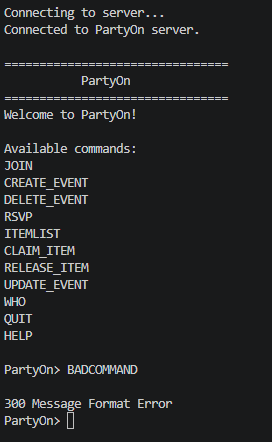 Connecting to server...
Connected to PartyOn server.
================================
PartyOn
================================
Welcome to PartyOn!
Available commands:
JOIN
CREATE_EVENT
DELETE_EVENT
RSVP
ITEMLIST
CLAIM_ITEM
RELEASE_ITEM
UPDATE_EVENT
WHO
QUIT
HELP
PartyOn> BADCOMMAND
300 Message Format Error
PartyOn>